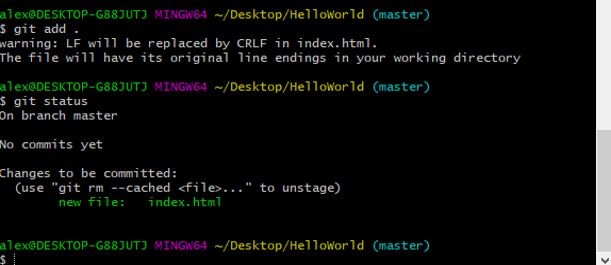 alex@DESKTOP-G88JUTJ MINGW64 ~/Desktop/HelloWorld (master)
$ git add .
warning: LF will be replaced by CRLF in index.html.
The file will have its original line endings in your working directory
alex@DESKTOP-G88JUTJ MINGW64 ~/Desktop/HelloWorld (master)
$ git status
On branch master
No commits yet
Changes to be committed:
(use "git rm --cached <file>..." to unstage)
new file: index.html
alex@DESKTOP-G88JUTJ MINGW64 ~/Desktop/HelloWorld (master)
$